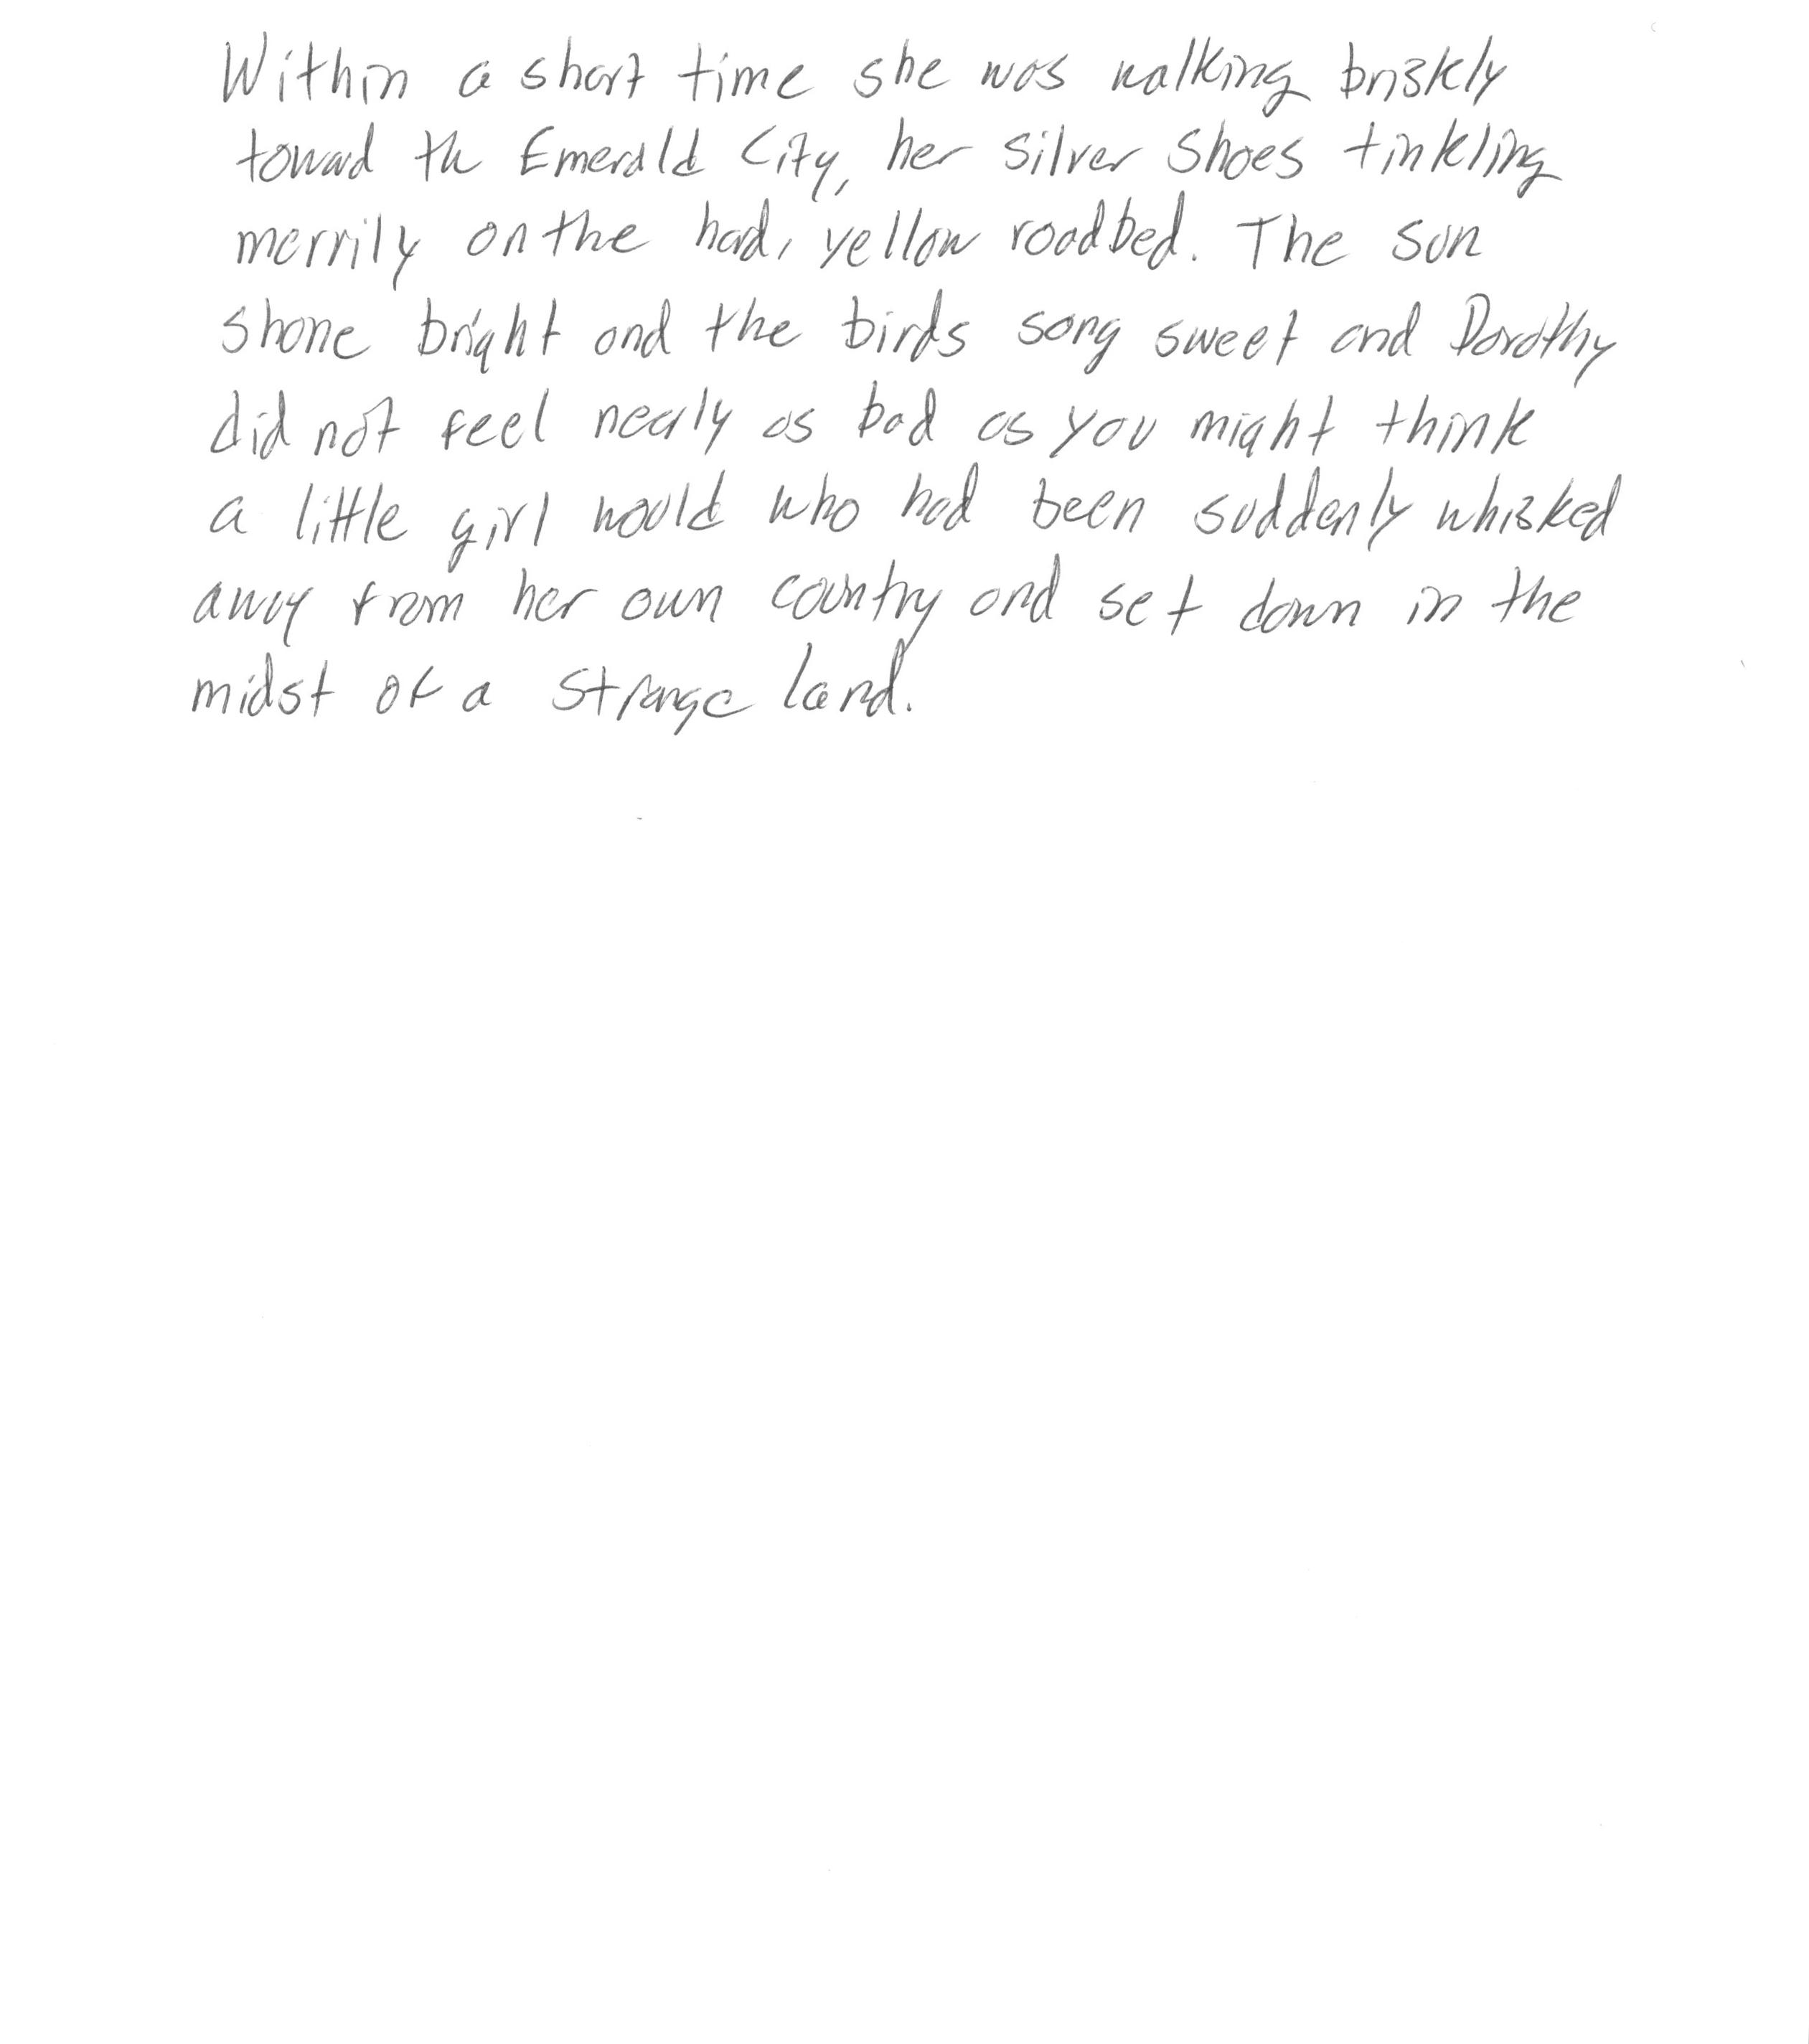 Within a short time she was walking briskly
toward the Emerald City, her silver shoes tinkling
merrily on the hard, yellow roadbed. The sun
shone bright and the birds song sweet and Dorothy
did not feel nearly as bad as you might think
a little girl would who had been suddenly whisked
away from her own country and set down in the
midst of a strange land.